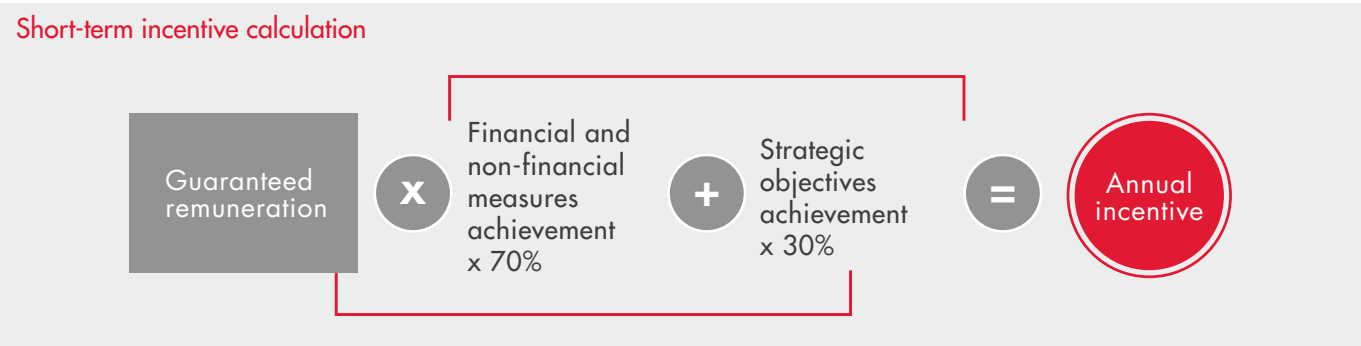 Short-term incentive calculation
Guaranteed
remuneration
x
Financial and
non-financial
measures
achievement
x 70%
+
Strategic
objectives
achievement
x 30%
=
Annual
incentive